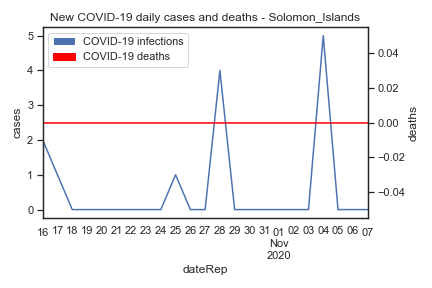 New COVID-19 daily cases and deaths - Solomon_Islands
COVID-19 infections
COVID-19 deaths
5
4
3
2
1
0
cases
0.04
0.02
0.00
−0.02
−0.04
deaths
16 17 18 19 20 21 22 23 24 25 26 27 28 29 30 31 01 02 03 04 05 06 07
Nov
2020
dateRep